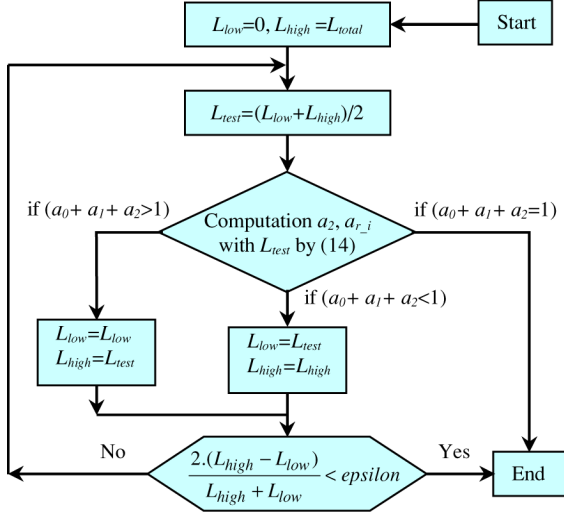 L_low=0, L_high =L_total
Start
L_test=(L_low+L_high)/2
if (a_0+ a_1+ a_2>1)
if (a_0+ a_1+ a_2=1)
Computation a_2, a_r_i
with L_test by (14)
if (a_0+ a_1+ a_2<1)
L_low=L_low
L_high=L_test
L_low=L_test
L_high=L_high
No
2.(L_high − L_low)
L_high + L_low
< epsilon
Yes
End